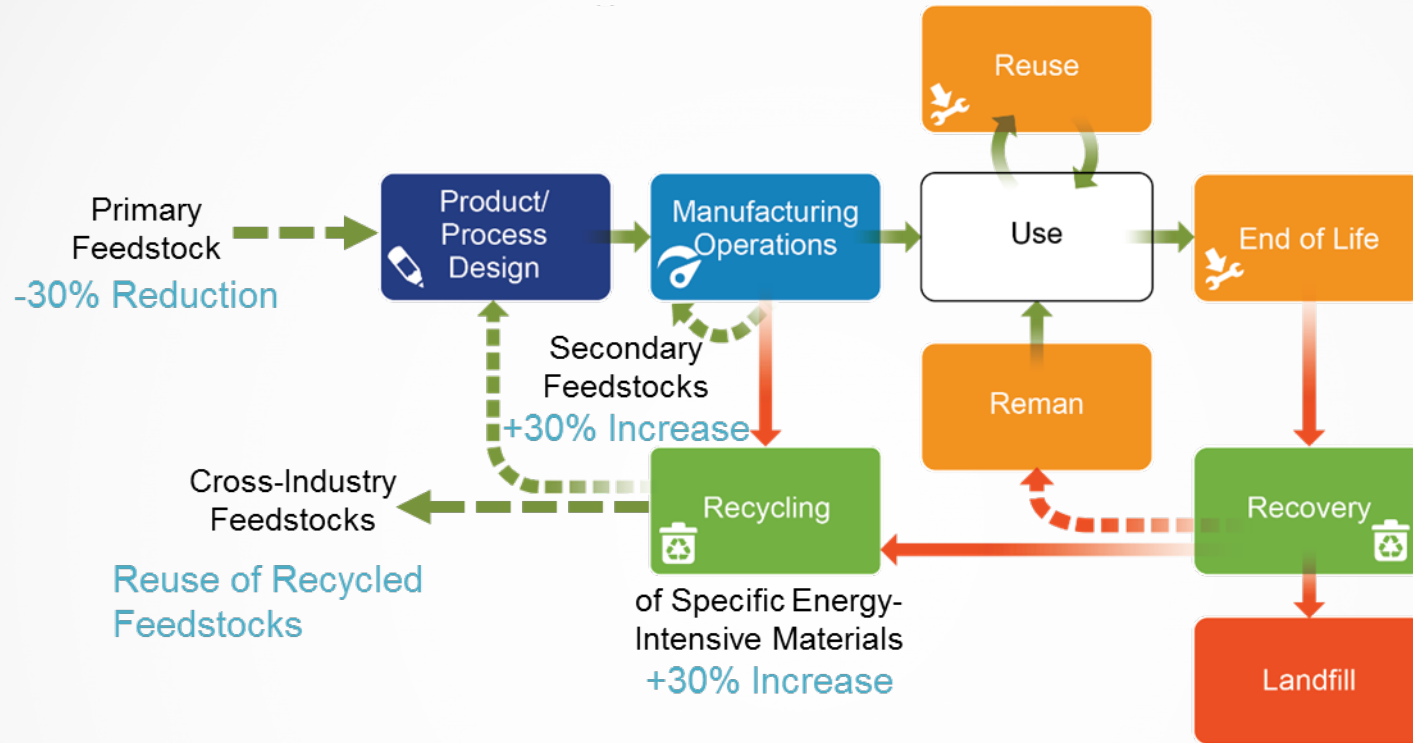 Reuse
Primary
Feedstock
-30% Reduction
Product/
Process
Design
Manufacturing
Operations
Use
End of Life
Secondary
Feedstocks
+30% Increase
Reman
Cross-Industry
Feedstocks
Reuse of Recycled
Feedstocks
Recycling
of Specific Energy-
Intensive Materials
+30% Increase
Recovery
Landfill